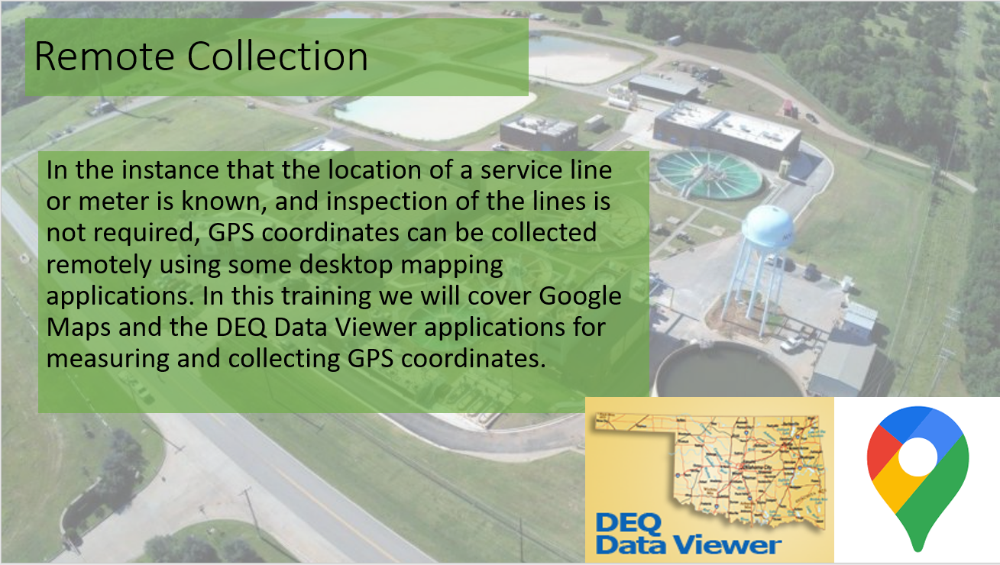 Remote Collection
In the instance that the location of a service line
or meter is known, and inspection of the lines is
not required, GPS coordinates can be collected
remotely using some desktop mapping
applications. In this training we will cover Google
Maps and the DEQ Data Viewer applications for
measuring and collecting GPS coordinates.
Oklahoma City
DEQ
Data Viewer